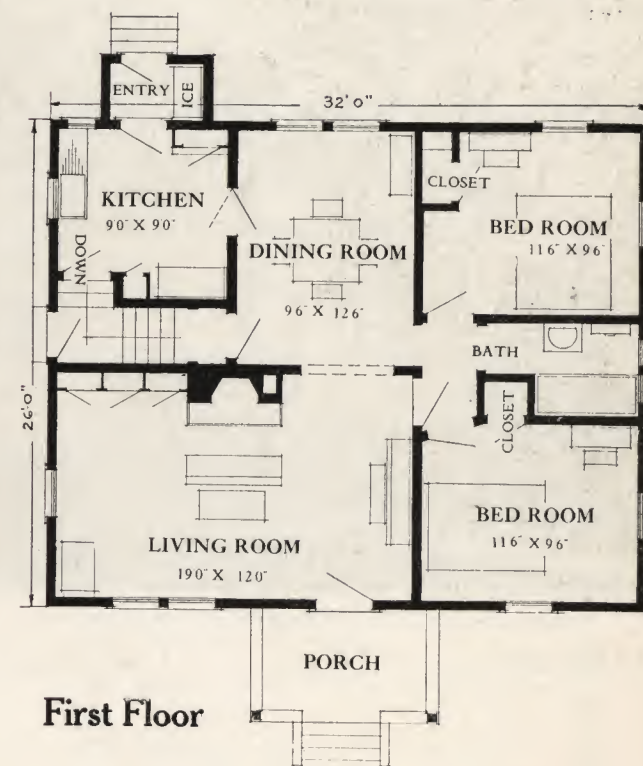 ENTRY
ICE
32'0"
KITCHEN
9'0" X 9'0"
CLOSET
BED ROOM
11'6" X 9'6"
DOWN
DINING ROOM
9'6" X 12'6"
BATH
26'0"
CLOSET
LIVING ROOM
19'0" X 12'0"
BED ROOM
11'6" X 9'6"
PORCH
First Floor